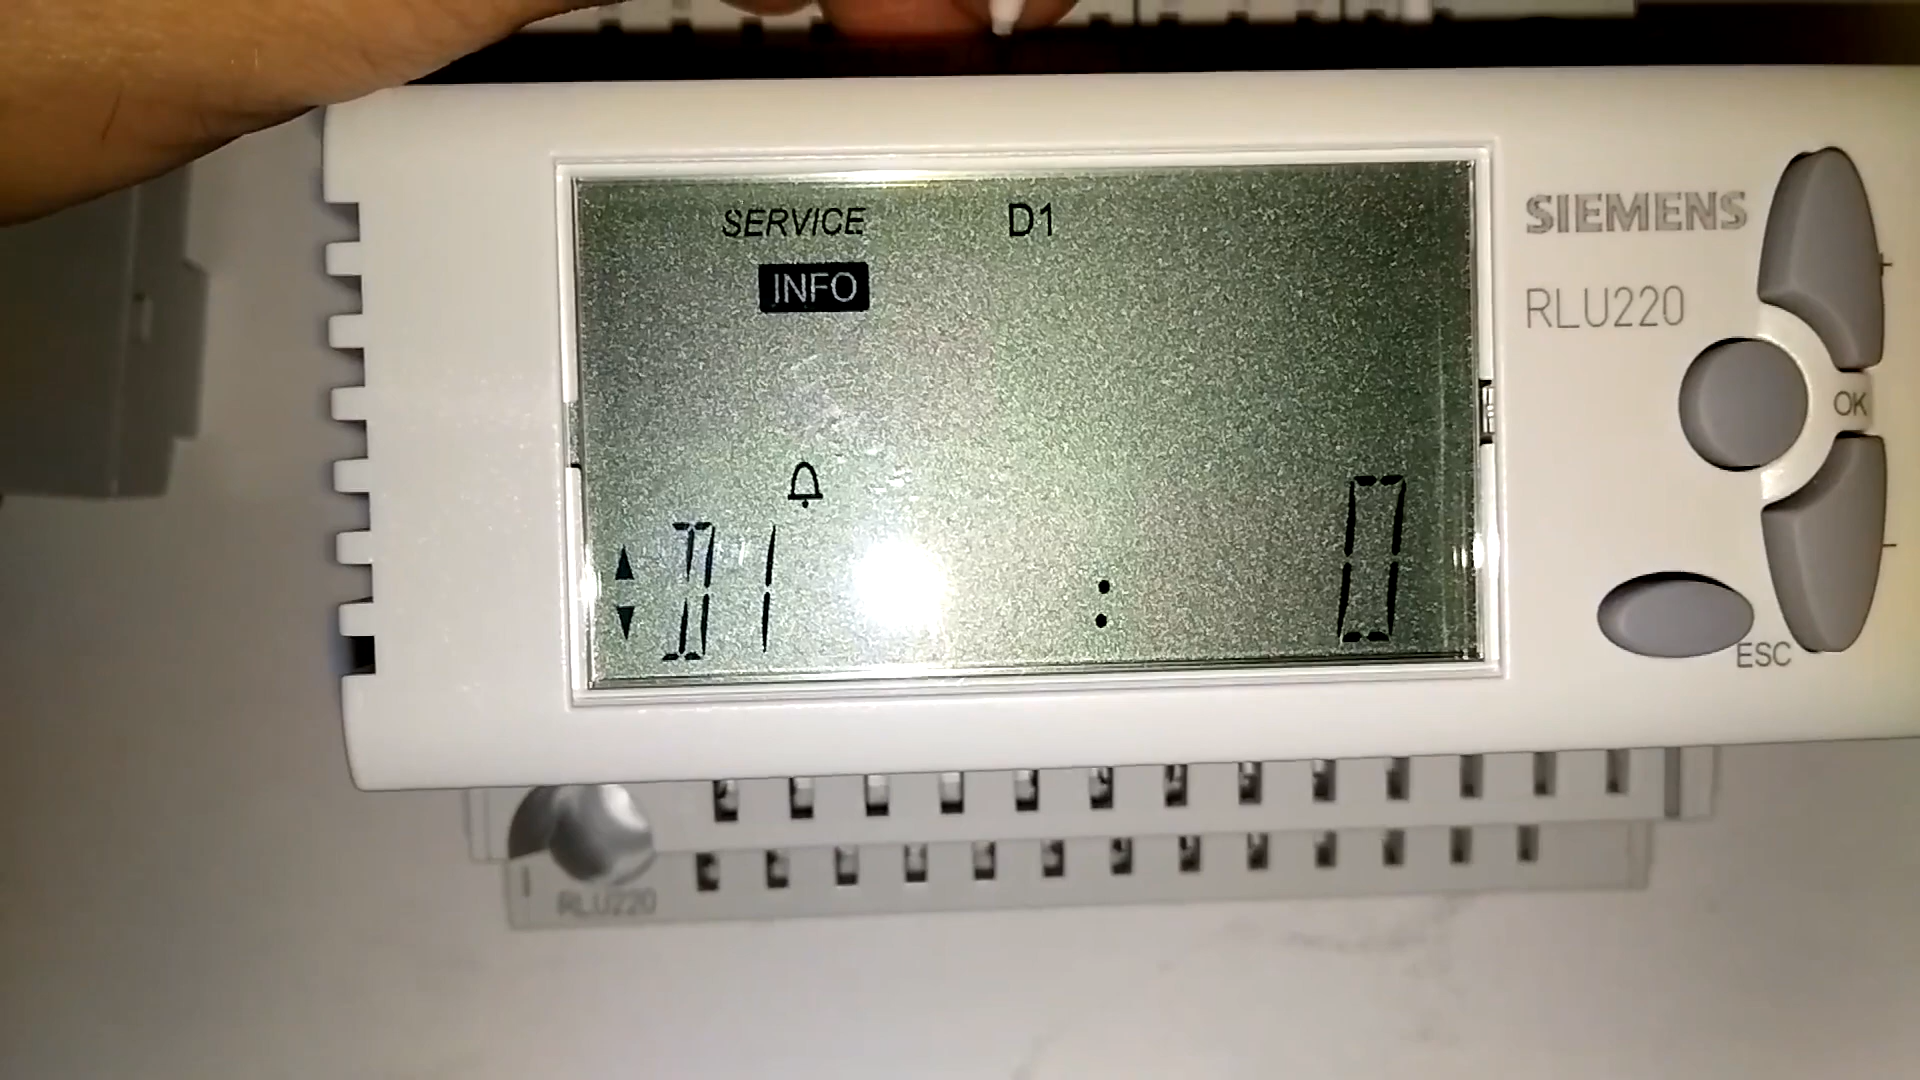 SERVICE D1
INFO
D1 : 0
SIEMENS
RLU220
+
OK
-
ESC
RLU220